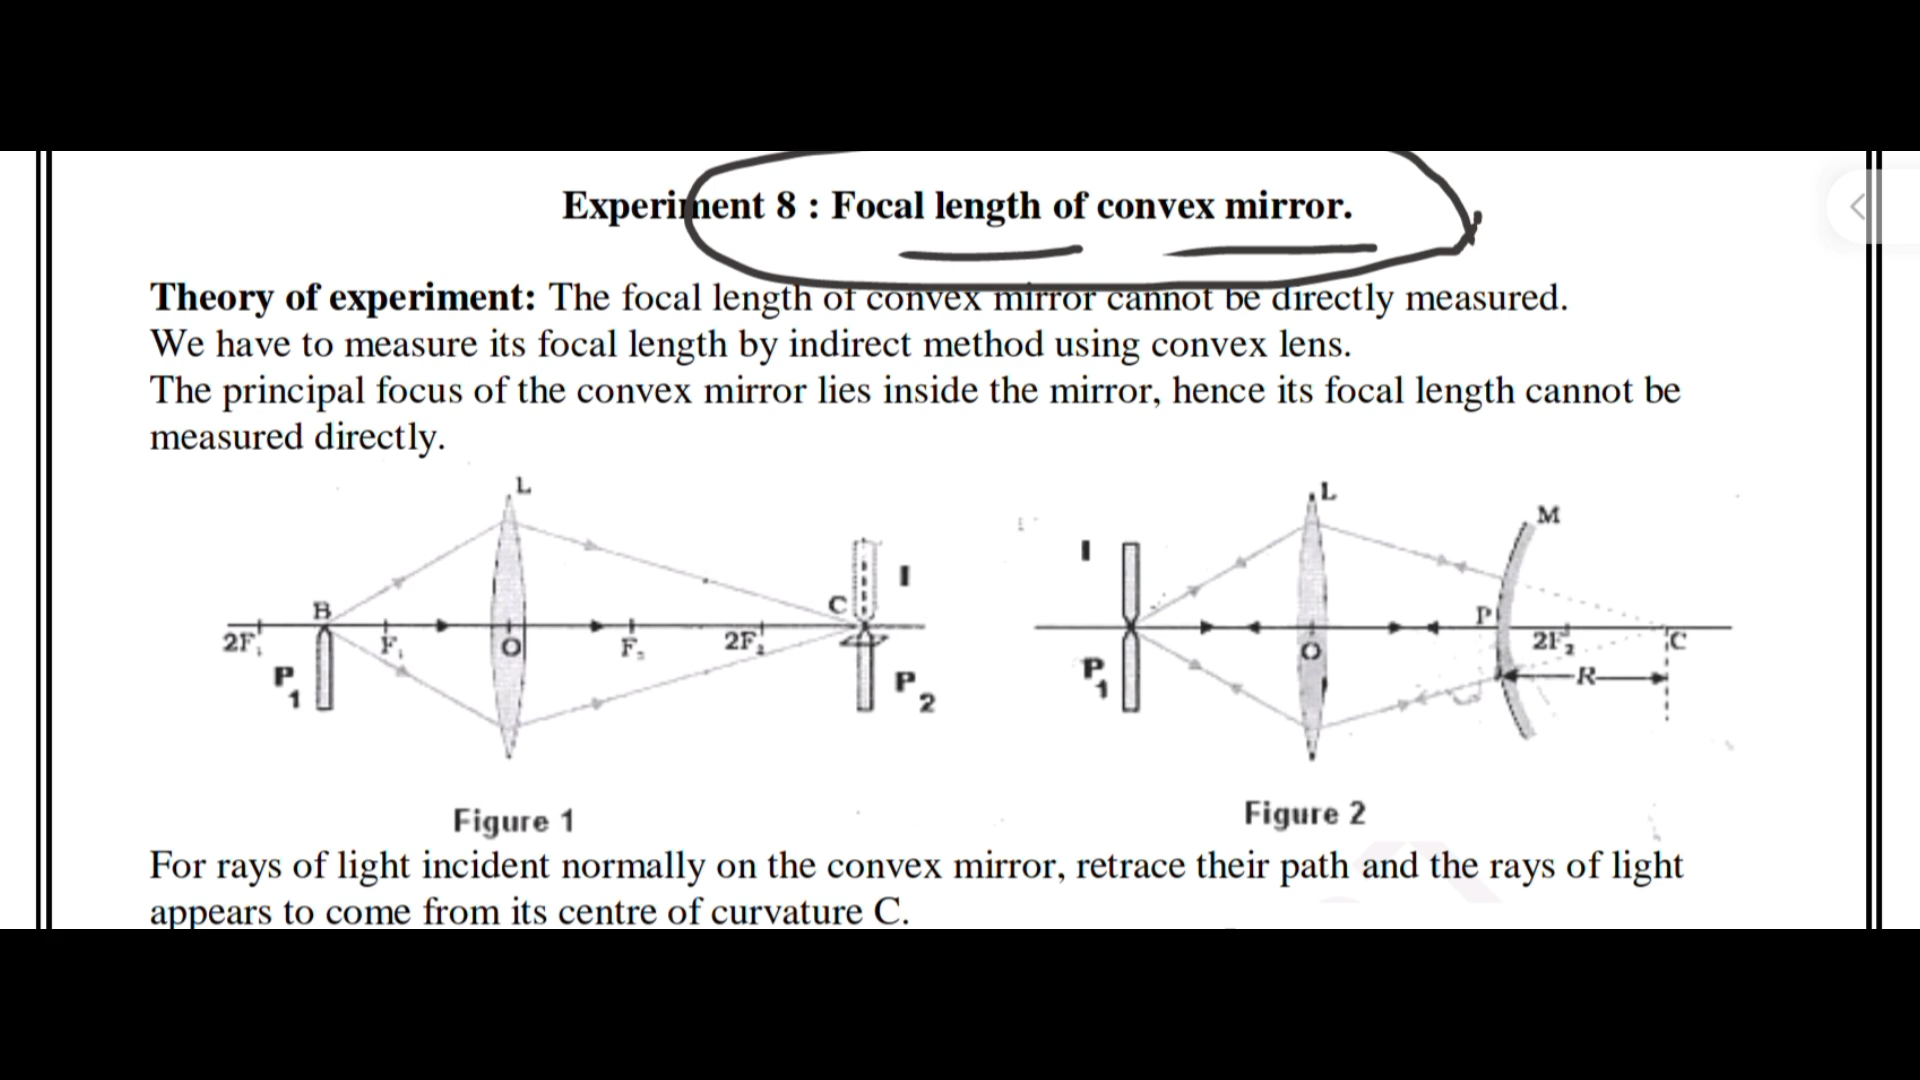 Experiment 8 : Focal length of convex mirror.
Theory of experiment: The focal length of convex mirror cannot be directly measured.
We have to measure its focal length by indirect method using convex lens.
The principal focus of the convex mirror lies inside the mirror, hence its focal length cannot be
measured directly.
L
B
C
I
2F₁
F₁
O
F₂
2F₂
P₁
P₂
Figure 1
L
M
I
P
O
2F₂
C
P₁
R
Figure 2
For rays of light incident normally on the convex mirror, retrace their path and the rays of light
appears to come from its centre of curvature C.